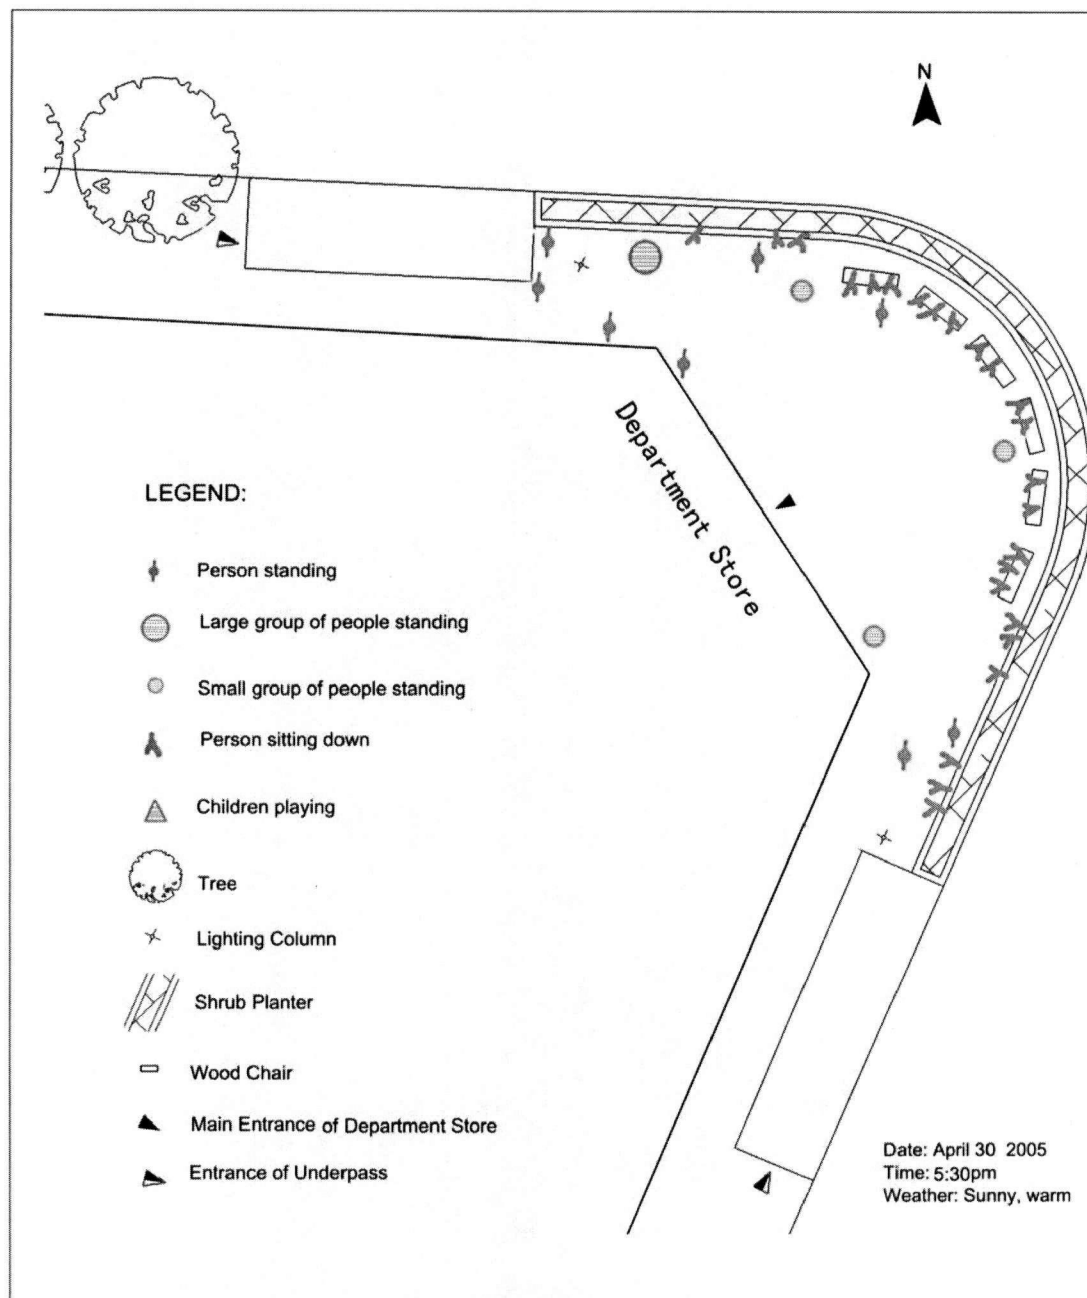 N
Department Store
LEGEND:
Person standing
Large group of people standing
Small group of people standing
Person sitting down
Children playing
Tree
Lighting Column
Shrub Planter
Wood Chair
Main Entrance of Department Store
Entrance of Underpass
Date: April 30 2005
Time: 5:30pm
Weather: Sunny, warm